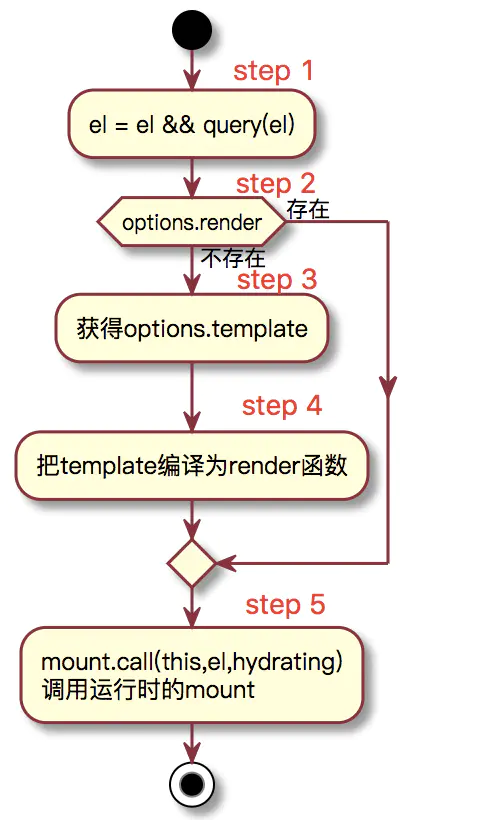 step 1
el = el && query(el)
step 2
options.render
存在
不存在
step 3
获得options.template
step 4
把template编译为render函数
step 5
mount.call(this,el,hydrating)
调用运行时的mount